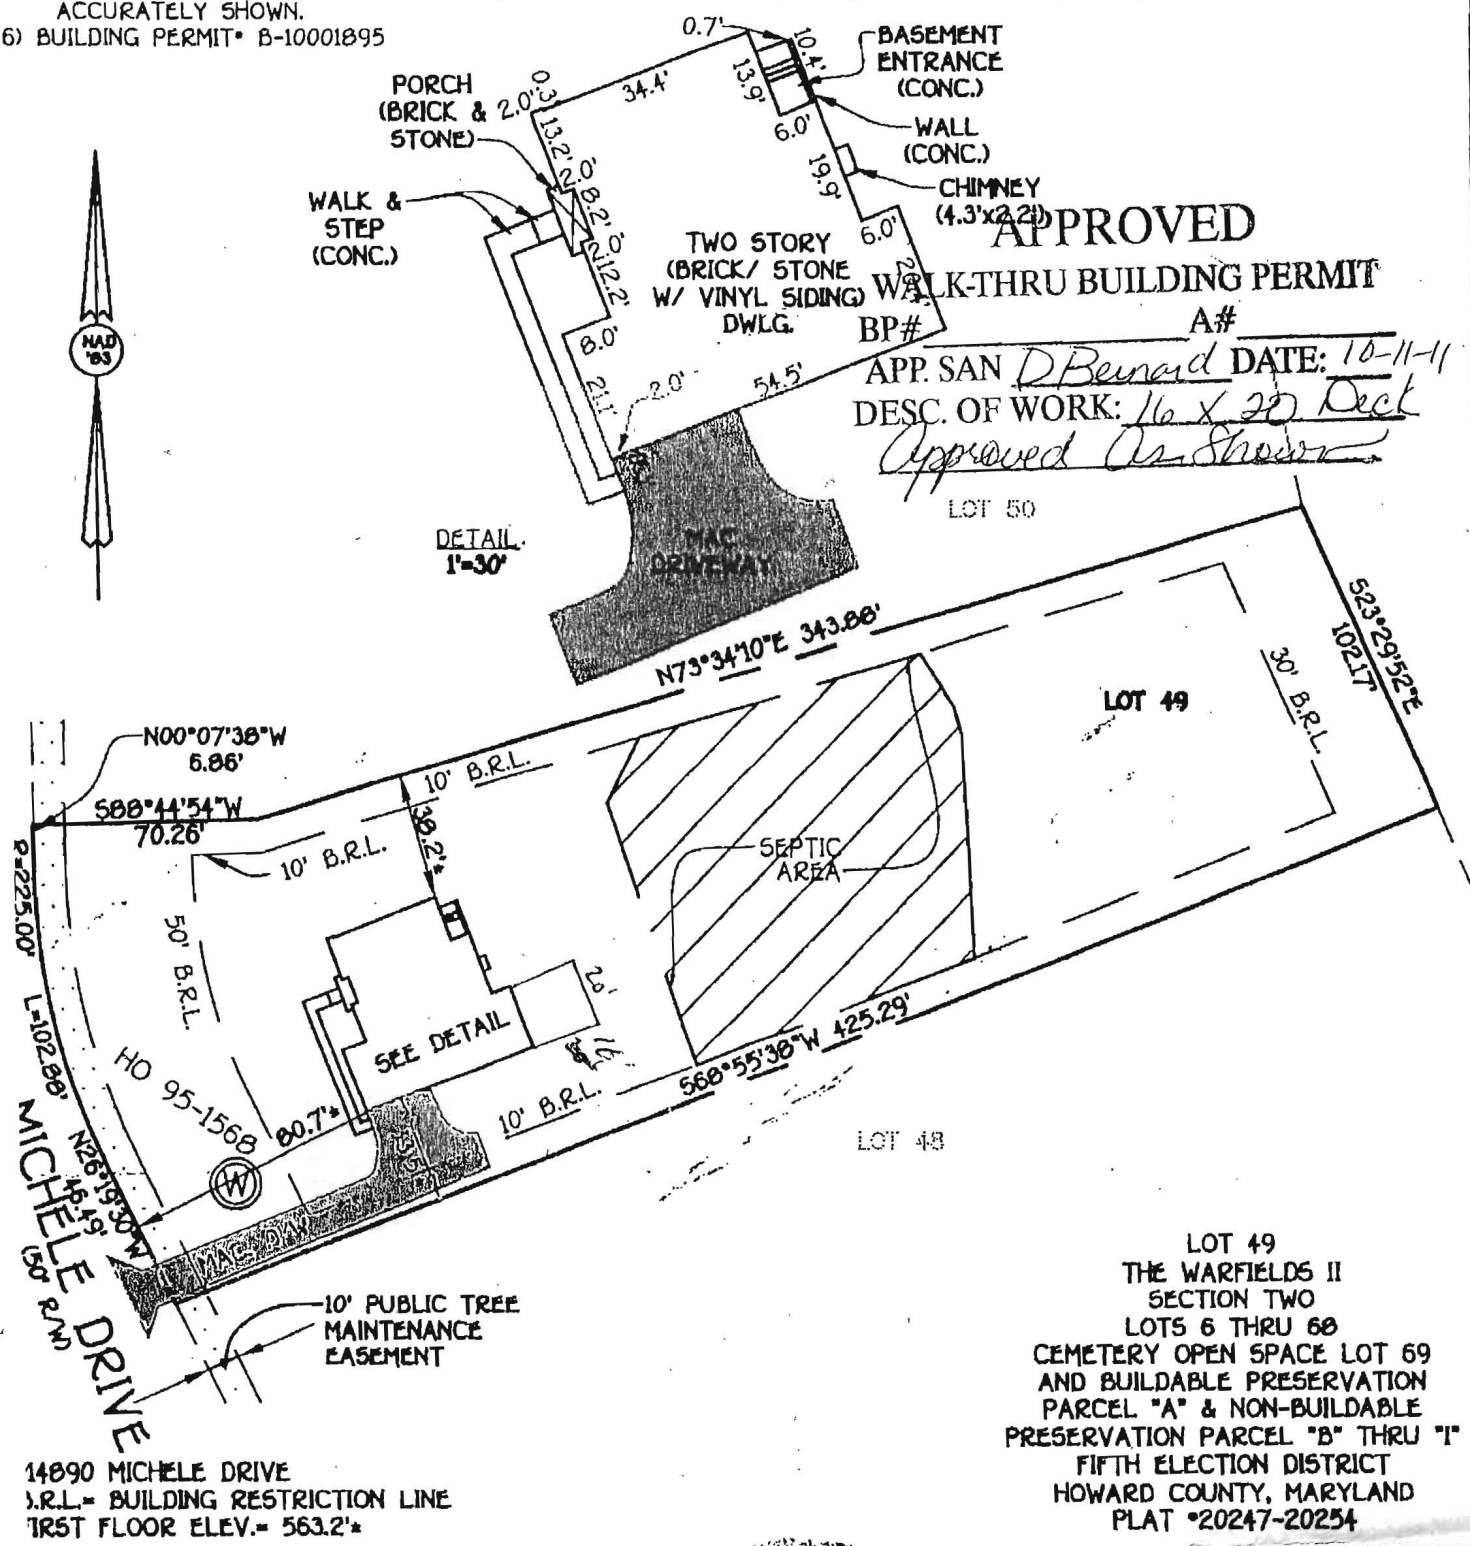 ACCURATELY SHOWN.
6) BUILDING PERMIT# B-10001895
PORCH
(BRICK &
STONE)
WALK &
STEP
(CONC.)
0.3'
2.0'
34.4'
0.7'
10.4'
13.9'
6.0'
BASEMENT
ENTRANCE
(CONC.)
WALL
(CONC.)
CHIMNEY
(4.3'x2.2')
13.2'
2.0'
8.2'
2.0'
12.2'
8.0'
21.1'
2.0'
54.5'
19.9'
6.0'
TWO STORY
(BRICK/ STONE
W/ VINYL SIDING)
DWLG.
NAD
'83
APPROVED
WALK-THRU BUILDING PERMIT
BP# A#
APP. SAN D Bernard DATE: 10-11-11
DESC. OF WORK: 16 X 20 Deck
Approved As Shown
DETAIL
1"=30'
MAC.
DRIVEWAY
LOT 50
N73°34'10"E 343.88'
S23°29'52"E
102.17'
30' B.R.L.
LOT 49
N00°07'38"W
6.86'
S88°44'54"W
70.26'
10' B.R.L.
38.2'±
10' B.R.L.
50' B.R.L.
SEPTIC
AREA
R=225.00' L=102.88'
20'
16'
SEE DETAIL
HO 95-1568
W
80.7'±
10' B.R.L.
S68°55'38"W 425.29'
LOT 48
N26°19'30"W
46.49'
MICHELE DRIVE
(50' R/W)
MAC. D/W
10' PUBLIC TREE
MAINTENANCE
EASEMENT
LOT 49
THE WARFIELDS II
SECTION TWO
LOTS 6 THRU 68
CEMETERY OPEN SPACE LOT 69
AND BUILDABLE PRESERVATION
PARCEL "A" & NON-BUILDABLE
PRESERVATION PARCEL "B" THRU "I"
FIFTH ELECTION DISTRICT
HOWARD COUNTY, MARYLAND
PLAT #20247-20254
14890 MICHELE DRIVE
.R.L.= BUILDING RESTRICTION LINE
IRST FLOOR ELEV.= 563.2'±